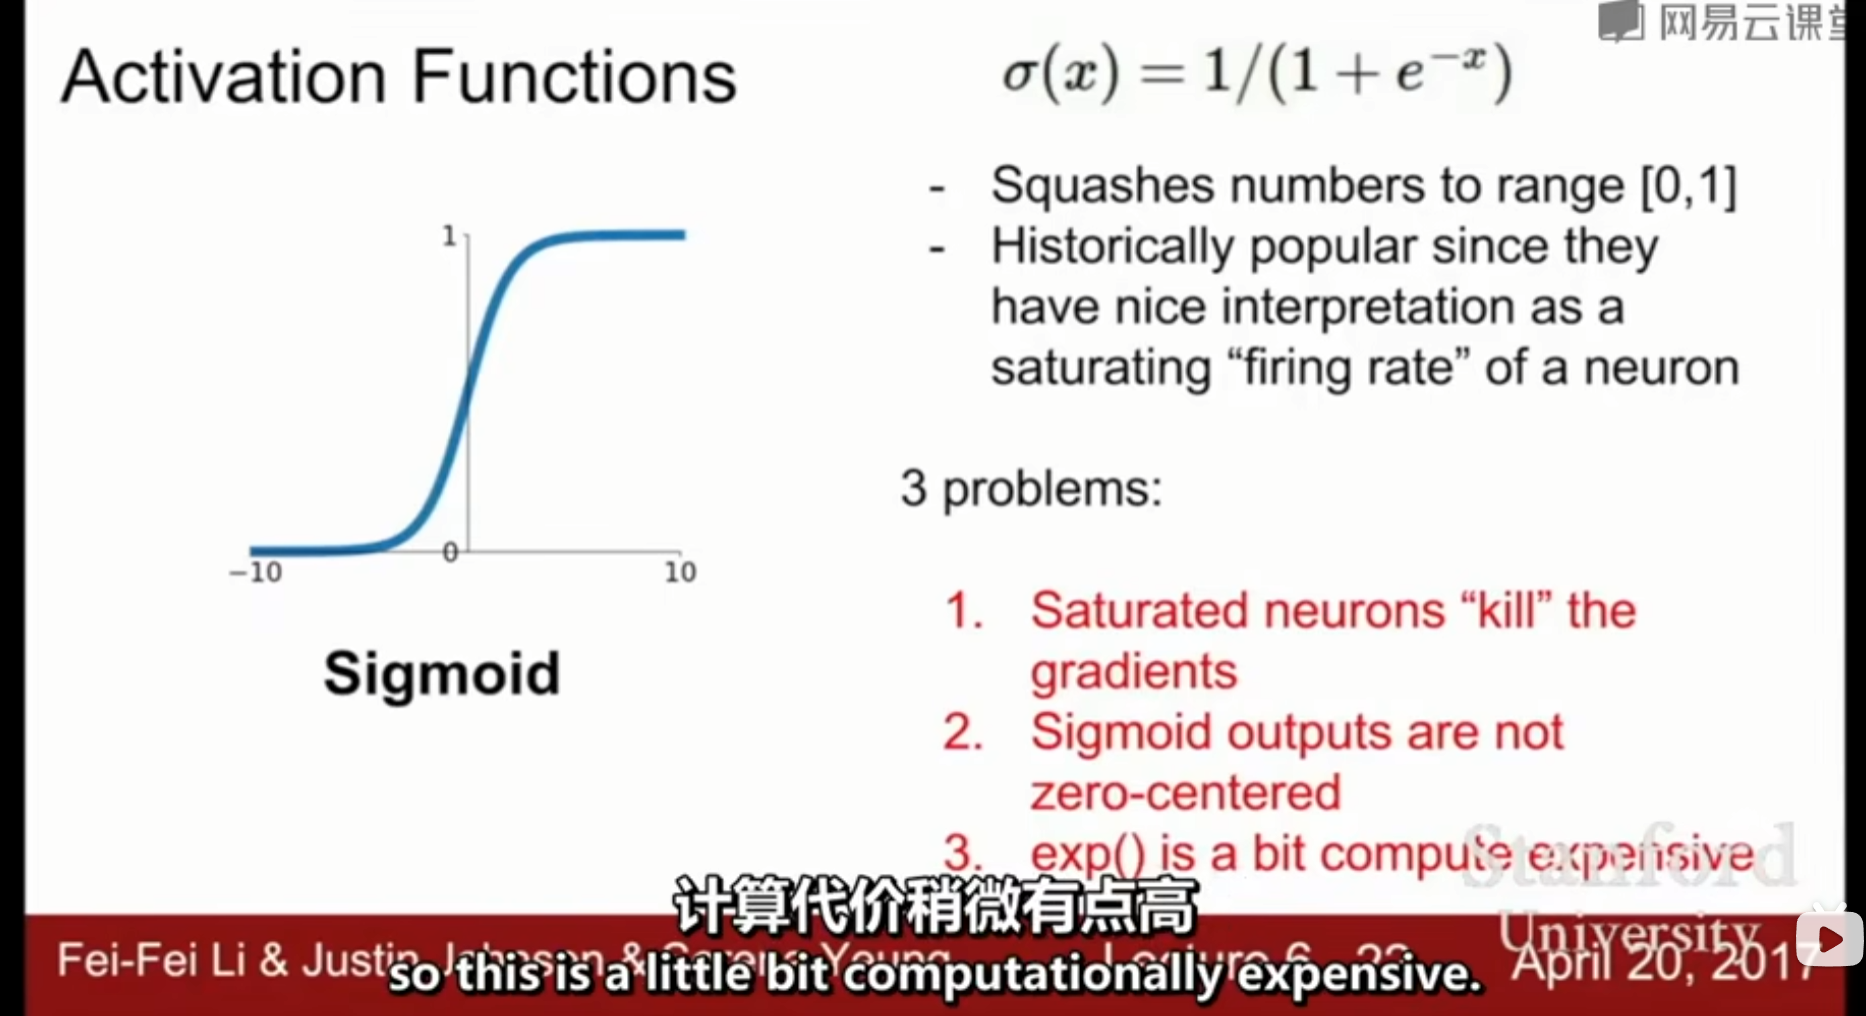 网易云课堂
Activation Functions
σ(x) = 1/(1 + e⁻ˣ)
- Squashes numbers to range [0,1]
- Historically popular since they
have nice interpretation as a
saturating “firing rate” of a neuron
1
0
−10
10
Sigmoid
3 problems:
1. Saturated neurons “kill” the
gradients
2. Sigmoid outputs are not
zero-centered
3. exp() is a bit compute expensive
Stanford
University
计算代价稍微有点高
Fei-Fei Li & Justin Johnson & Serena Yeung Lecture 6 - April 20, 2017
so this is a little bit computationally expensive.